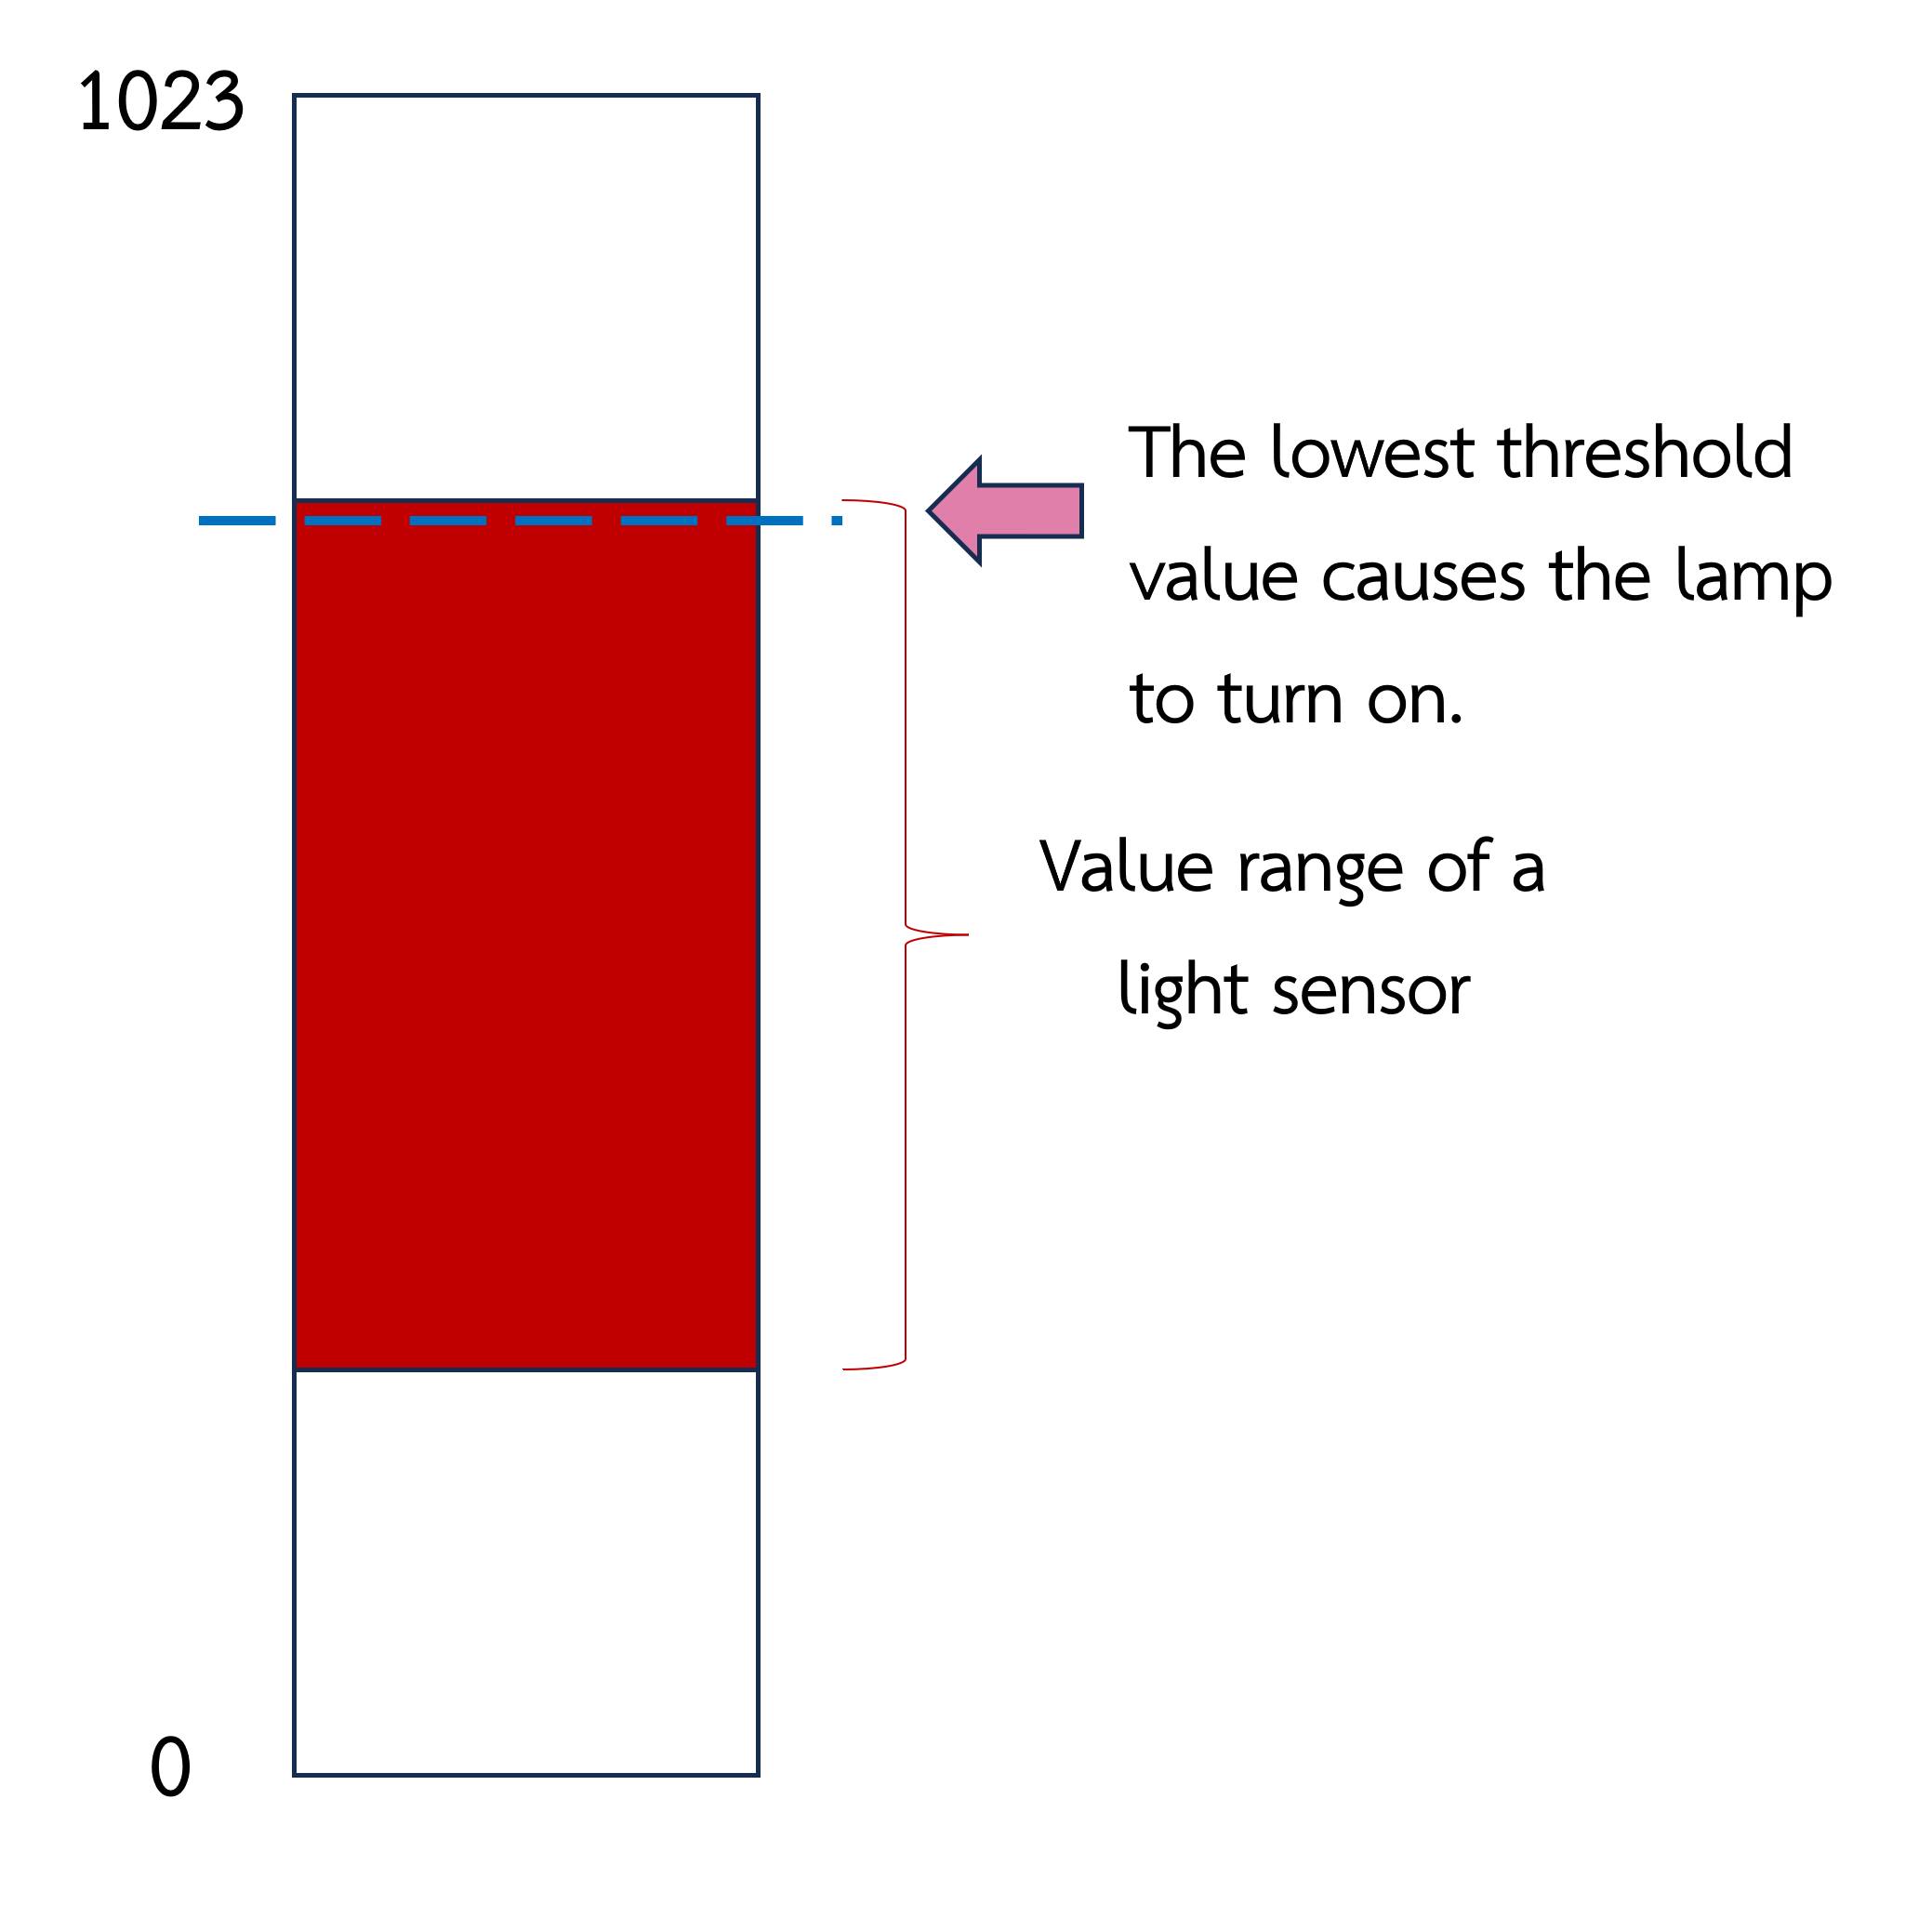 1023
The lowest threshold
value causes the lamp
to turn on.
Value range of a
light sensor
0